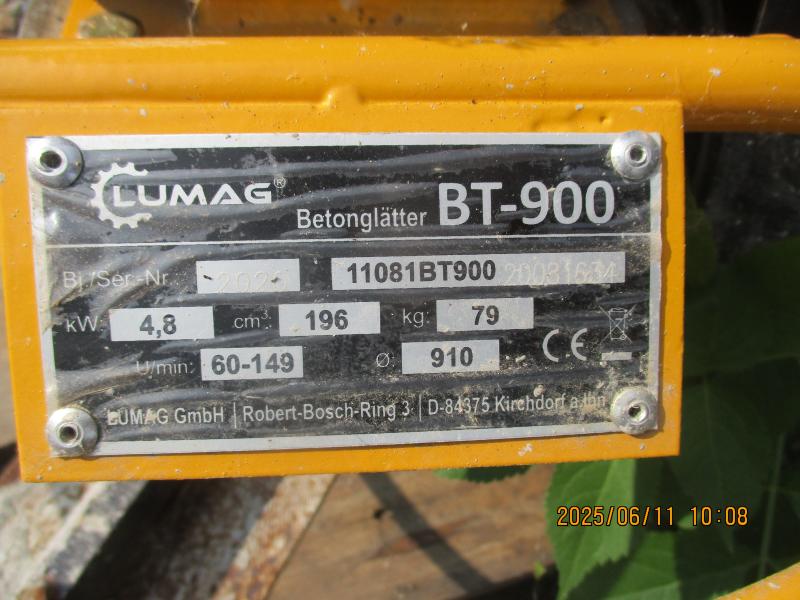 LUMAG® Betonglätter BT-900
Bj./Ser.-Nr. 11081BT900
kW: 4,8 cm³: 196 kg: 79
U/min: 60-149 Ø: 910 CE
LUMAG GmbH | Robert-Bosch-Ring 3 | D-84375 Kirchdorf a.Inn
2025/06/11 10:08